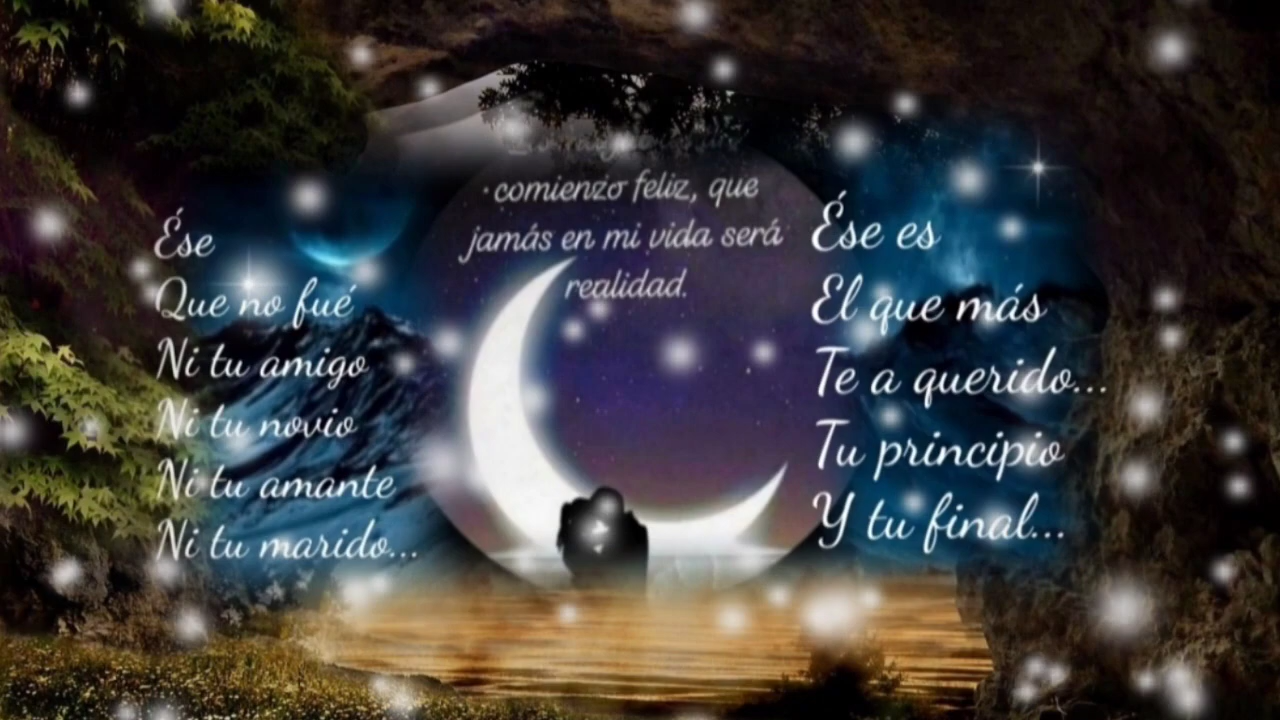 Ése
Que no fué
Ni tu amigo
Ni tu novio
Ni tu amante
Ni tu marido...
comienzo feliz, que
jamás en mi vida será
realidad.
Ése es
El que más
Te a querido...
Tu principio
Y tu final...